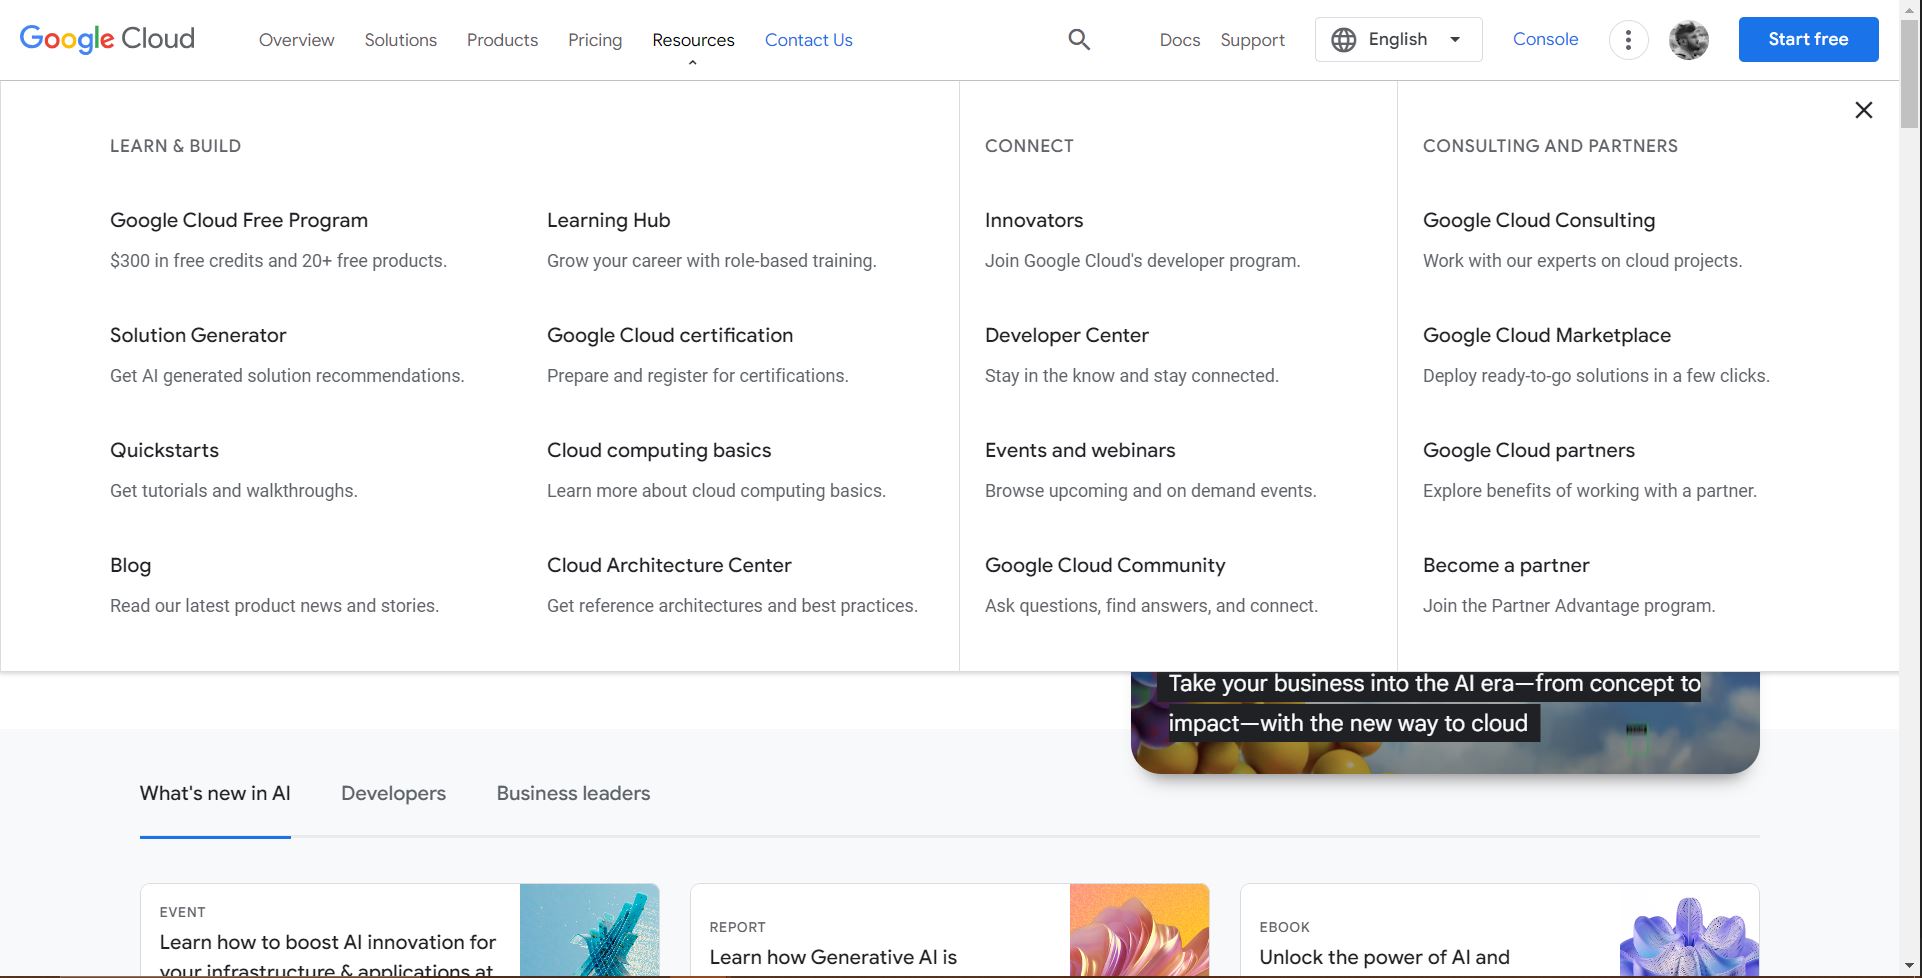 Google Cloud
Overview
Solutions
Products
Pricing
Resources
Contact Us
Docs
Support
English
Console
Start free
LEARN & BUILD
Google Cloud Free Program
$300 in free credits and 20+ free products.
Solution Generator
Get AI generated solution recommendations.
Quickstarts
Get tutorials and walkthroughs.
Blog
Read our latest product news and stories.
Learning Hub
Grow your career with role-based training.
Google Cloud certification
Prepare and register for certifications.
Cloud computing basics
Learn more about cloud computing basics.
Cloud Architecture Center
Get reference architectures and best practices.
CONNECT
Innovators
Join Google Cloud's developer program.
Developer Center
Stay in the know and stay connected.
Events and webinars
Browse upcoming and on demand events.
Google Cloud Community
Ask questions, find answers, and connect.
CONSULTING AND PARTNERS
Google Cloud Consulting
Work with our experts on cloud projects.
Google Cloud Marketplace
Deploy ready-to-go solutions in a few clicks.
Google Cloud partners
Explore benefits of working with a partner.
Become a partner
Join the Partner Advantage program.
Take your business into the AI era—from concept to
impact—with the new way to cloud
What's new in AI
Developers
Business leaders
EVENT
Learn how to boost AI innovation for
your infrastructure & applications at
REPORT
Learn how Generative AI is
EBOOK
Unlock the power of AI and